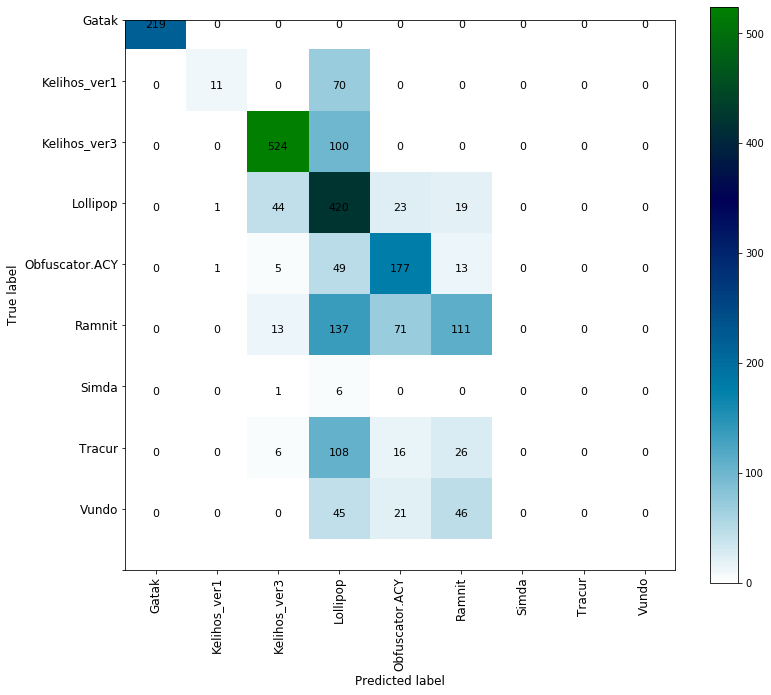 Gatak 219 0 0 0 0 0 0 0 0
Kelihos_ver1 0 11 0 70 0 0 0 0 0
Kelihos_ver3 0 0 524 100 0 0 0 0 0
Lollipop 0 1 44 420 23 19 0 0 0
Obfuscator.ACY 0 1 5 49 177 13 0 0 0
Ramnit 0 0 13 137 71 111 0 0 0
Simda 0 0 1 6 0 0 0 0 0
Tracur 0 0 6 108 16 26 0 0 0
Vundo 0 0 0 45 21 46 0 0 0
True label
Gatak
Kelihos_ver1
Kelihos_ver3
Lollipop
Obfuscator.ACY
Ramnit
Simda
Tracur
Vundo
Predicted label
500
400
300
200
100
0